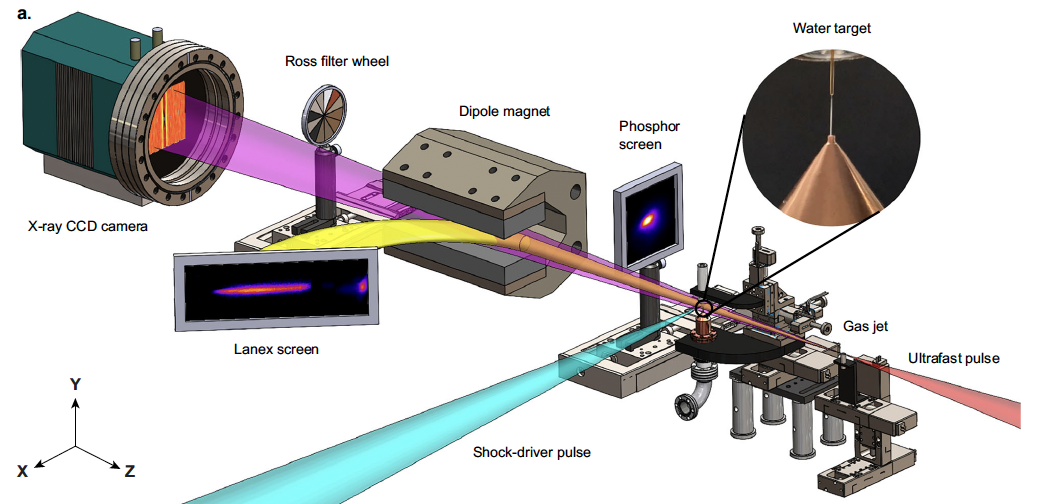 a.
Water target
Ross filter wheel
Dipole magnet
Phosphor
screen
X-ray CCD camera
Gas jet
Ultrafast pulse
Lanex screen
Y
Shock-driver pulse
X
Z